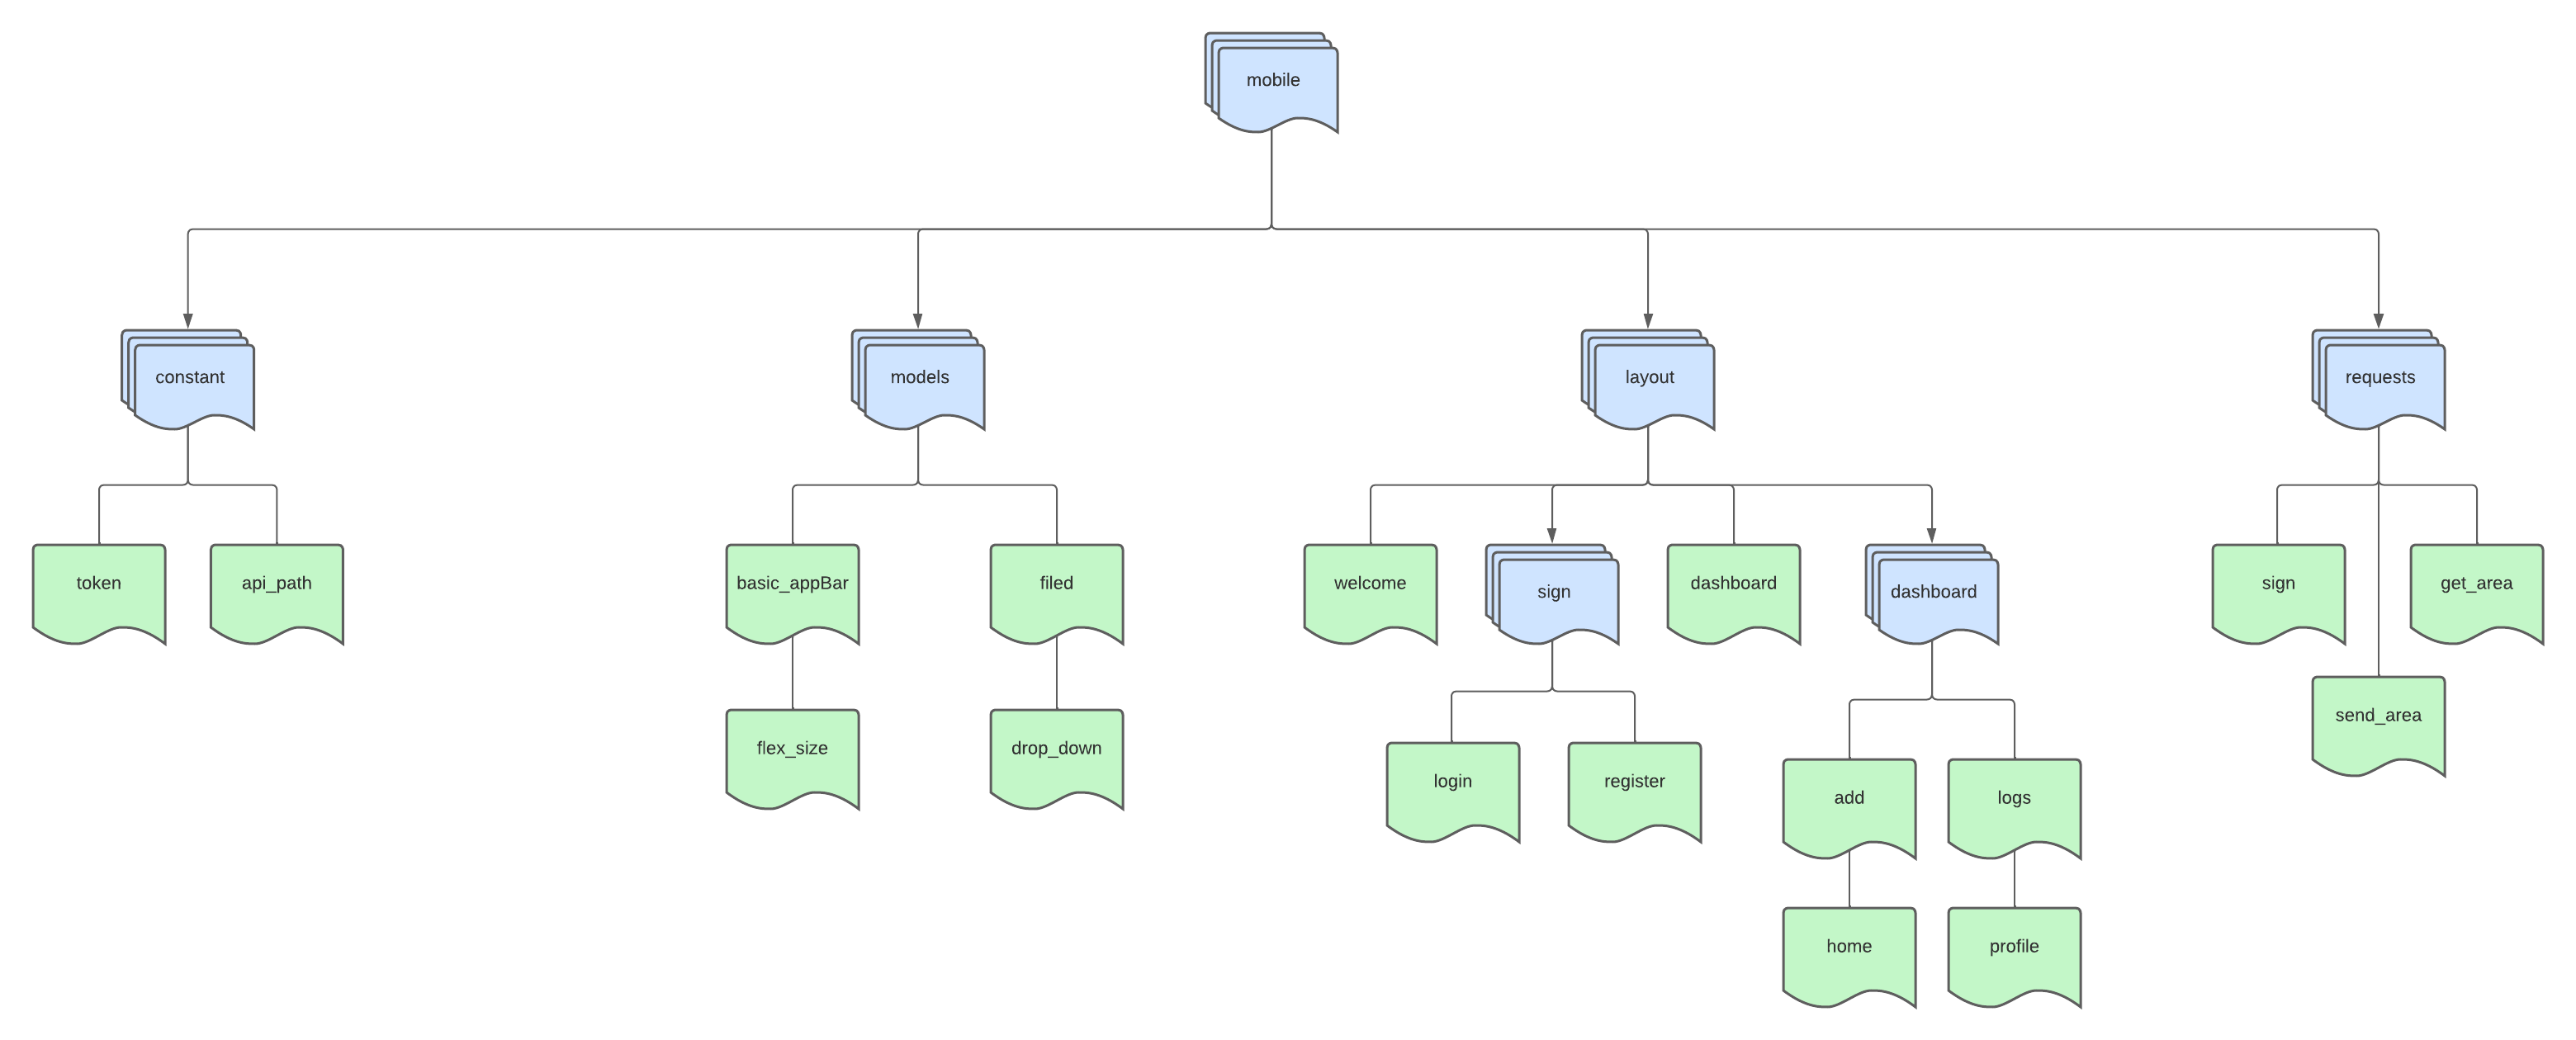 mobile
constant
models
layout
requests
token
api_path
basic_appBar
filed
welcome
sign
dashboard
dashboard
sign
get_area
flex_size
drop_down
login
register
add
logs
send_area
home
profile